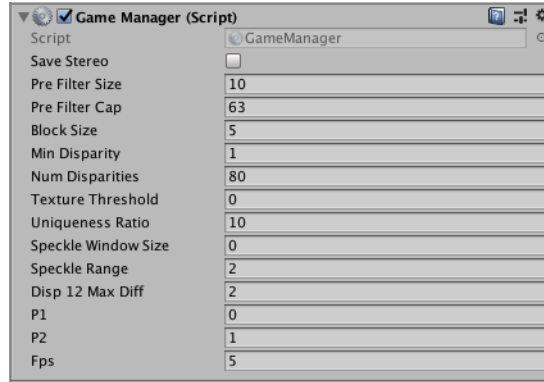 Game Manager (Script)
Script GameManager
Save Stereo
Pre Filter Size 10
Pre Filter Cap 63
Block Size 5
Min Disparity 1
Num Disparities 80
Texture Threshold 0
Uniqueness Ratio 10
Speckle Window Size 0
Speckle Range 2
Disp 12 Max Diff 2
P1 0
P2 1
Fps 5